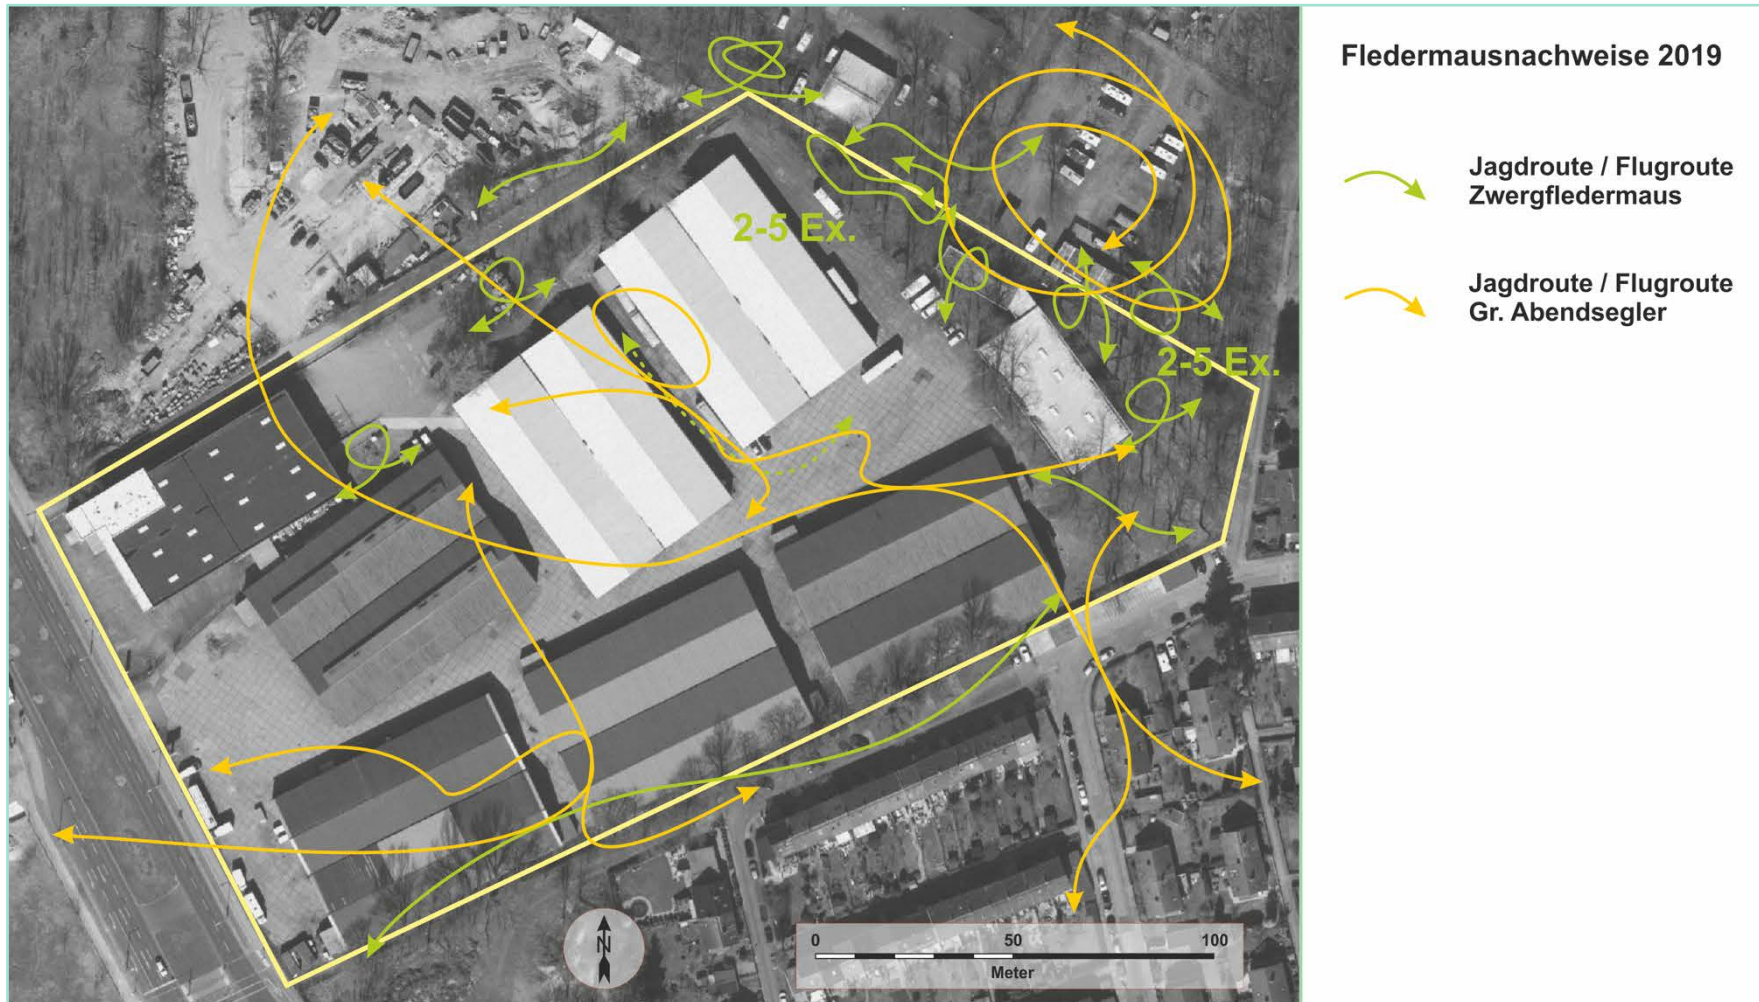 Fledermausnachweise 2019
Jagdroute / Flugroute
Zwergfledermaus
Jagdroute / Flugroute
Gr. Abendsegler
2-5 Ex.
2-5 Ex.
N
0 50 100
Meter